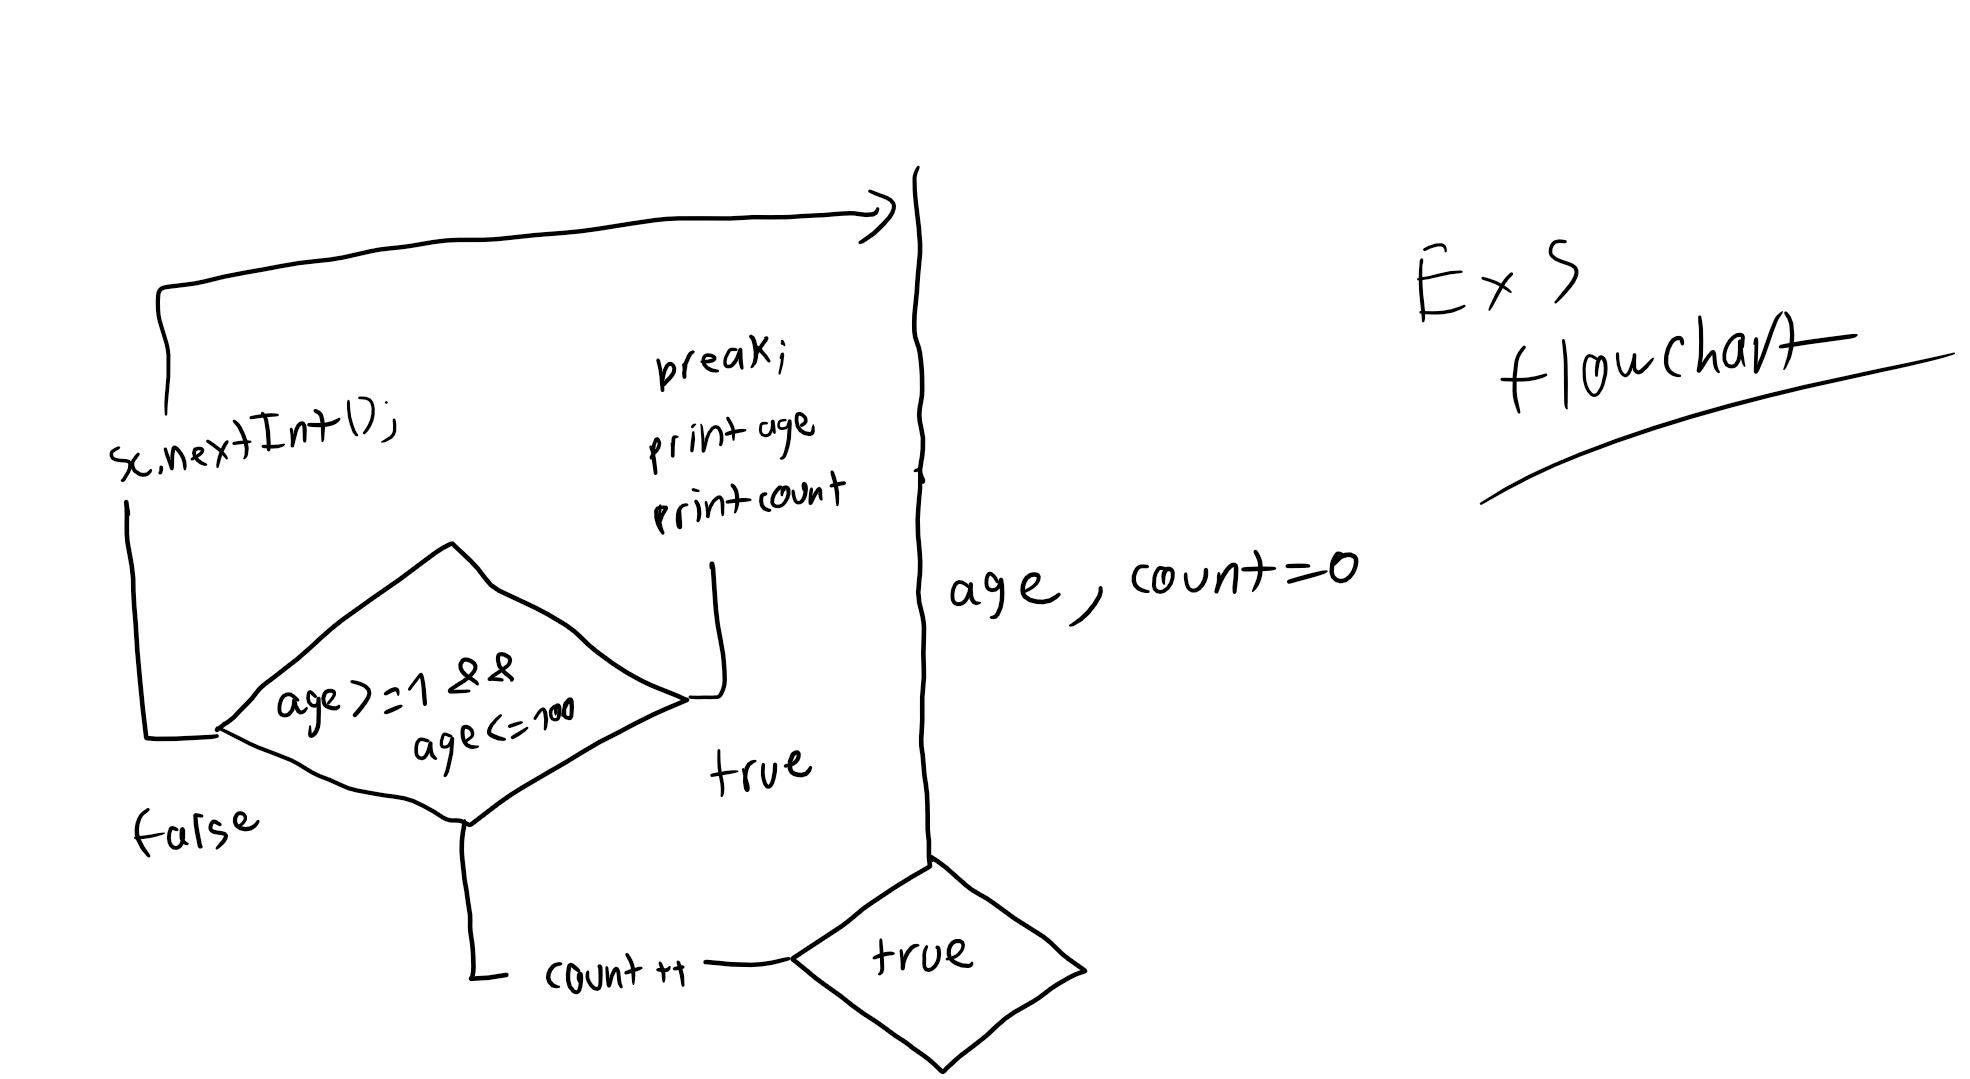 Ex 5
flowchart
break;
sc.nextInt();
print age
print count
age, count=0
age>=1 &&
age<=100
true
false
true
count ++